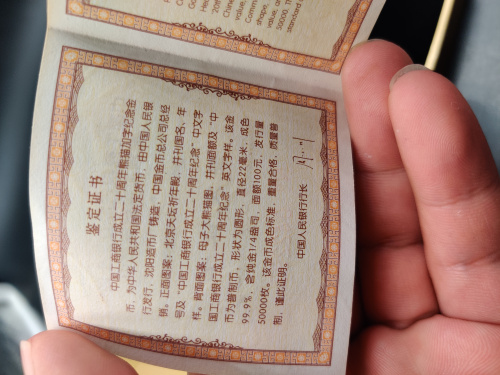 value,
shape,
value,
50000.
standard
鉴定证书
中国工商银行成立二十周年熊猫加字纪念金
币，为中华人民共和国法定货币，由中国人民银
行发行，沈阳造币厂铸造，中国金币总公司总经
销。正面图案：北京天坛祈年殿，并刊国名、年
号及“中国工商银行成立二十周年纪念”中文字
样。背面图案：母子大熊猫图，并刊面额及“中
国工商银行成立二十周年纪念”英文字样。该金
币为普制币，形状为圆形，直径22毫米，成色
99.9%，含纯金1/4盎司，面额100元，发行量
50000枚。该金币成色标准，重量合格，质量普
制，谨此证明。
中国人民银行行长